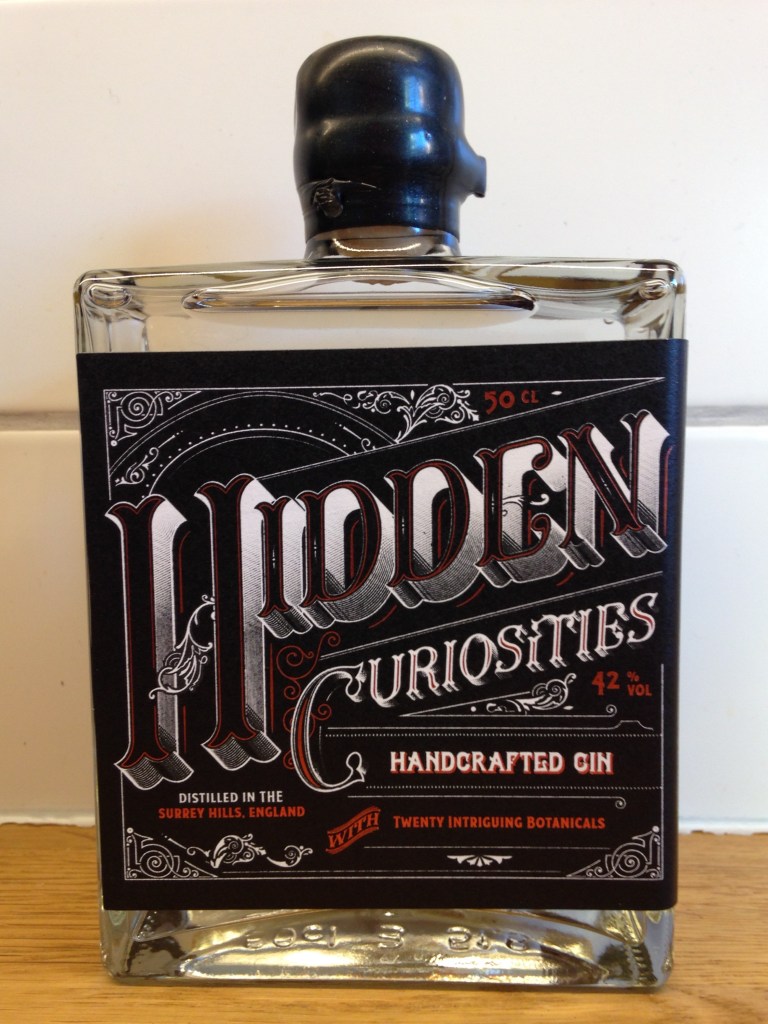 50 CL
HIDDEN
CURIOSiTIES
42 % VOL
HANDCRAFTED GIN
DISTILLED IN THE
SURREY HILLS, ENGLAND
WITH TWENTY INTRIGUING BOTANICALS